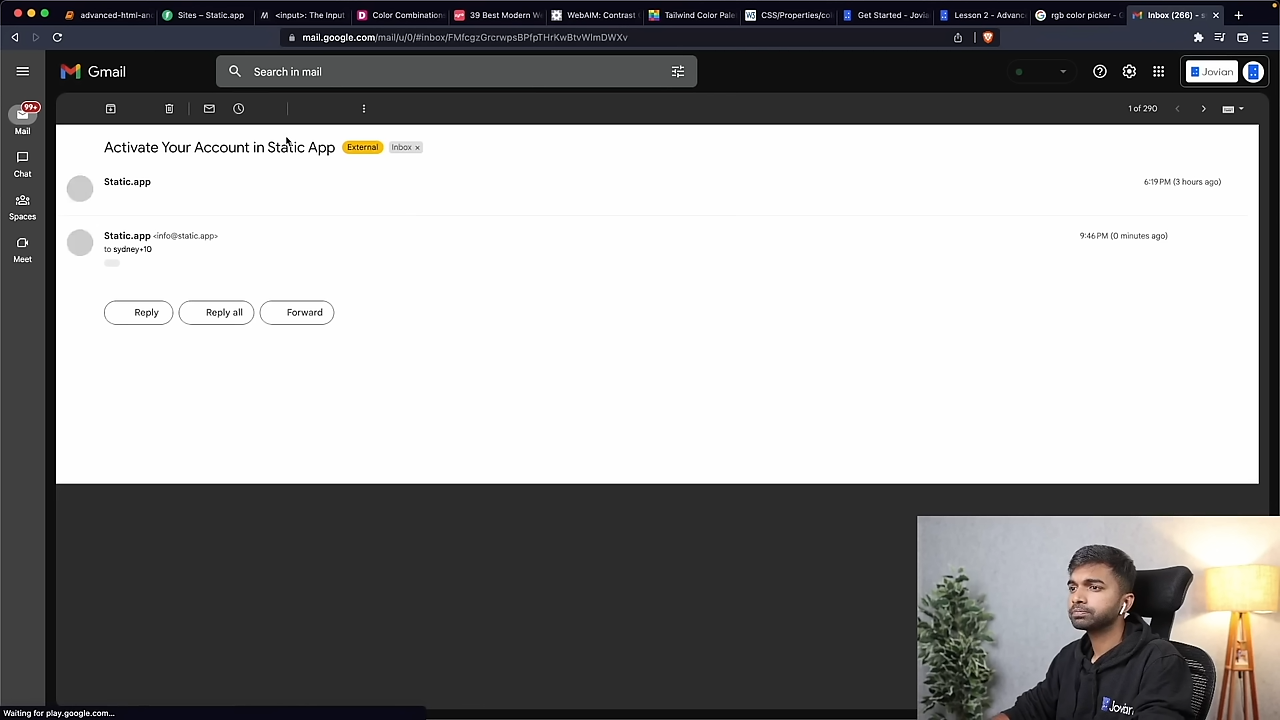 advanced-html-anc
Sites – Static.app
<input>: The Input
Color Combination
39 Best Modern We
WebAIM: Contrast
Tailwind Color Pale
CSS/Properties/co
Get Started - Jovia
Lesson 2 - Advanc
rgb color picker - G
Inbox (286) - s
mail.google.com/mail/u/0/#inbox/FMfcgzGrcrwpsBPfpTHrKwBtvWlmDWXv
Gmail
Search in mail
Jovian
99+
Mail
1 of 290
Activate Your Account in Static App
External
Inbox ×
Chat
Static.app
6:19 PM (3 hours ago)
Spaces
Static.app <info@static.app>
9:46 PM (0 minutes ago)
to sydney+10
Meet
Reply
Reply all
Forward
Jovian
Waiting for play.google.com...